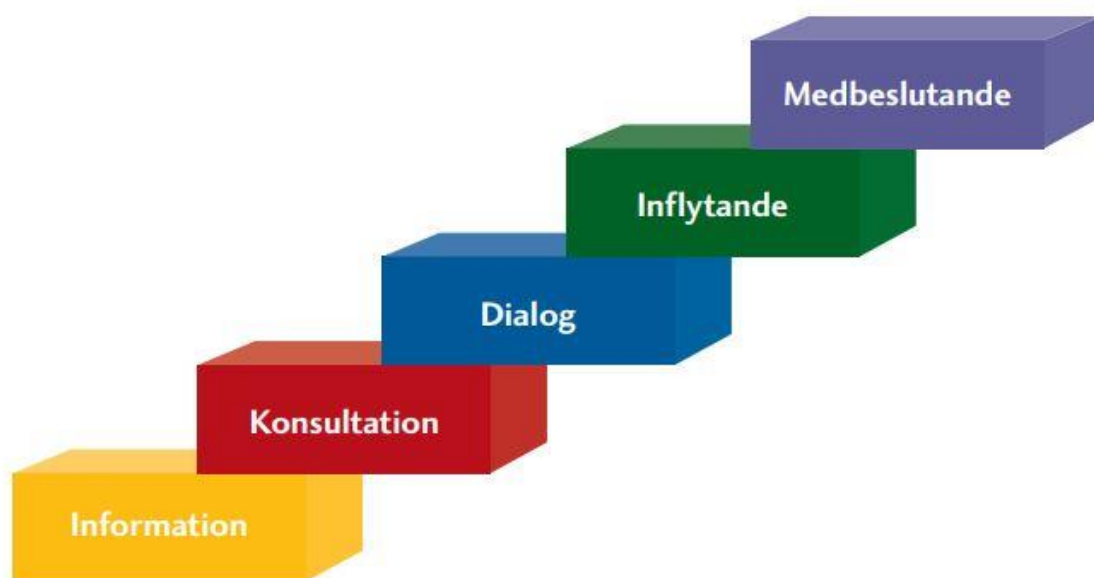 Medbeslutande
Inflytande
Dialog
Konsultation
Information